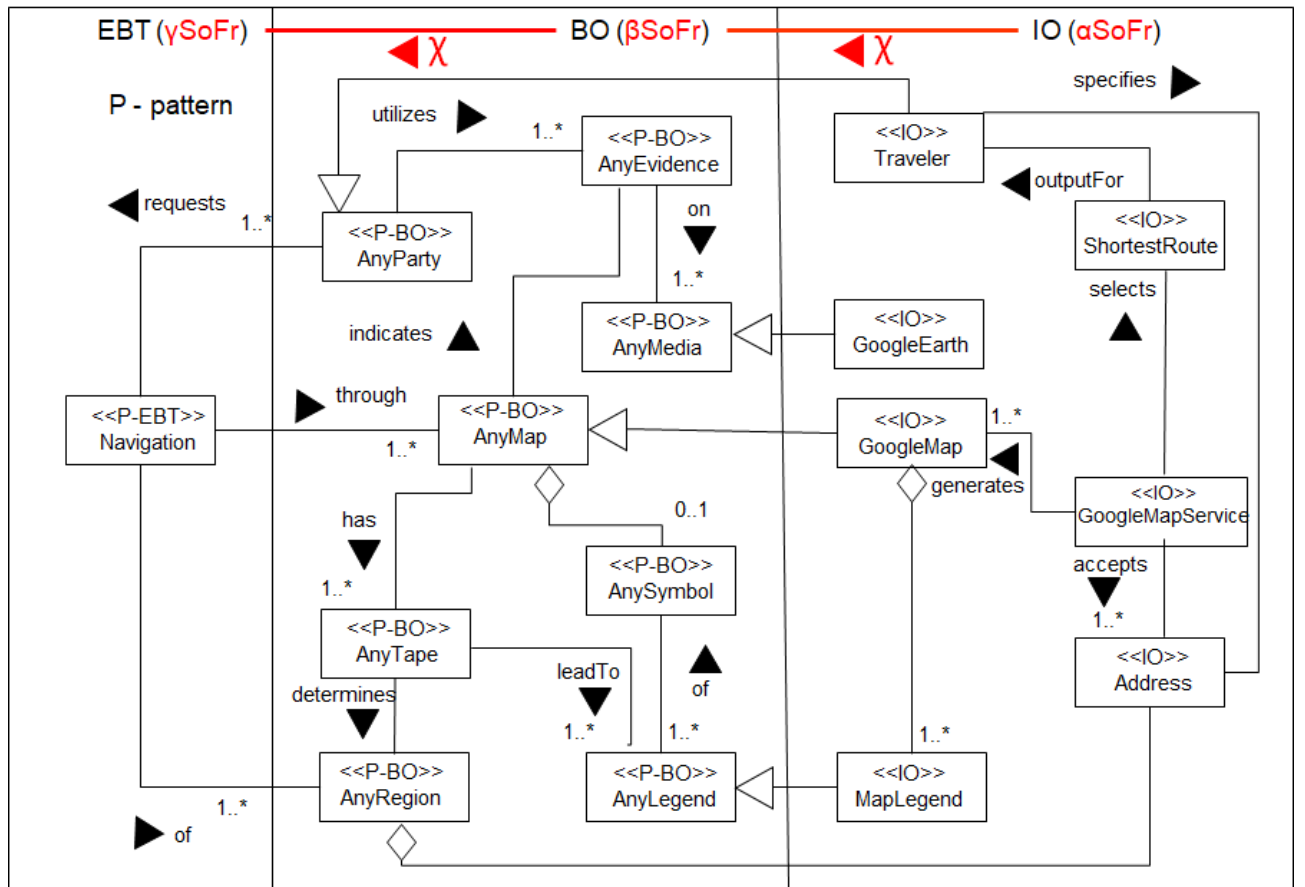 EBT (γSoFr)
BO (βSoFr)
IO (αSoFr)
χ
χ
P - pattern
utilizes
1..*
<<P-BO>>
AnyEvidence
<<IO>>
Traveler
specifies
requests
1..*
<<P-BO>>
AnyParty
on
1..*
outputFor
<<IO>>
ShortestRoute
selects
indicates
<<P-BO>>
AnyMedia
<<IO>>
GoogleEarth
<<P-EBT>>
Navigation
through
1..*
<<P-BO>>
AnyMap
<<IO>>
GoogleMap
1..*
generates
<<IO>>
GoogleMapService
has
1..*
0..1
<<P-BO>>
AnySymbol
accepts
1..*
<<P-BO>>
AnyTape
leadTo
1..*
of
1..*
<<IO>>
Address
determines
1..*
<<P-BO>>
AnyRegion
<<P-BO>>
AnyLegend
1..*
<<IO>>
MapLegend
of